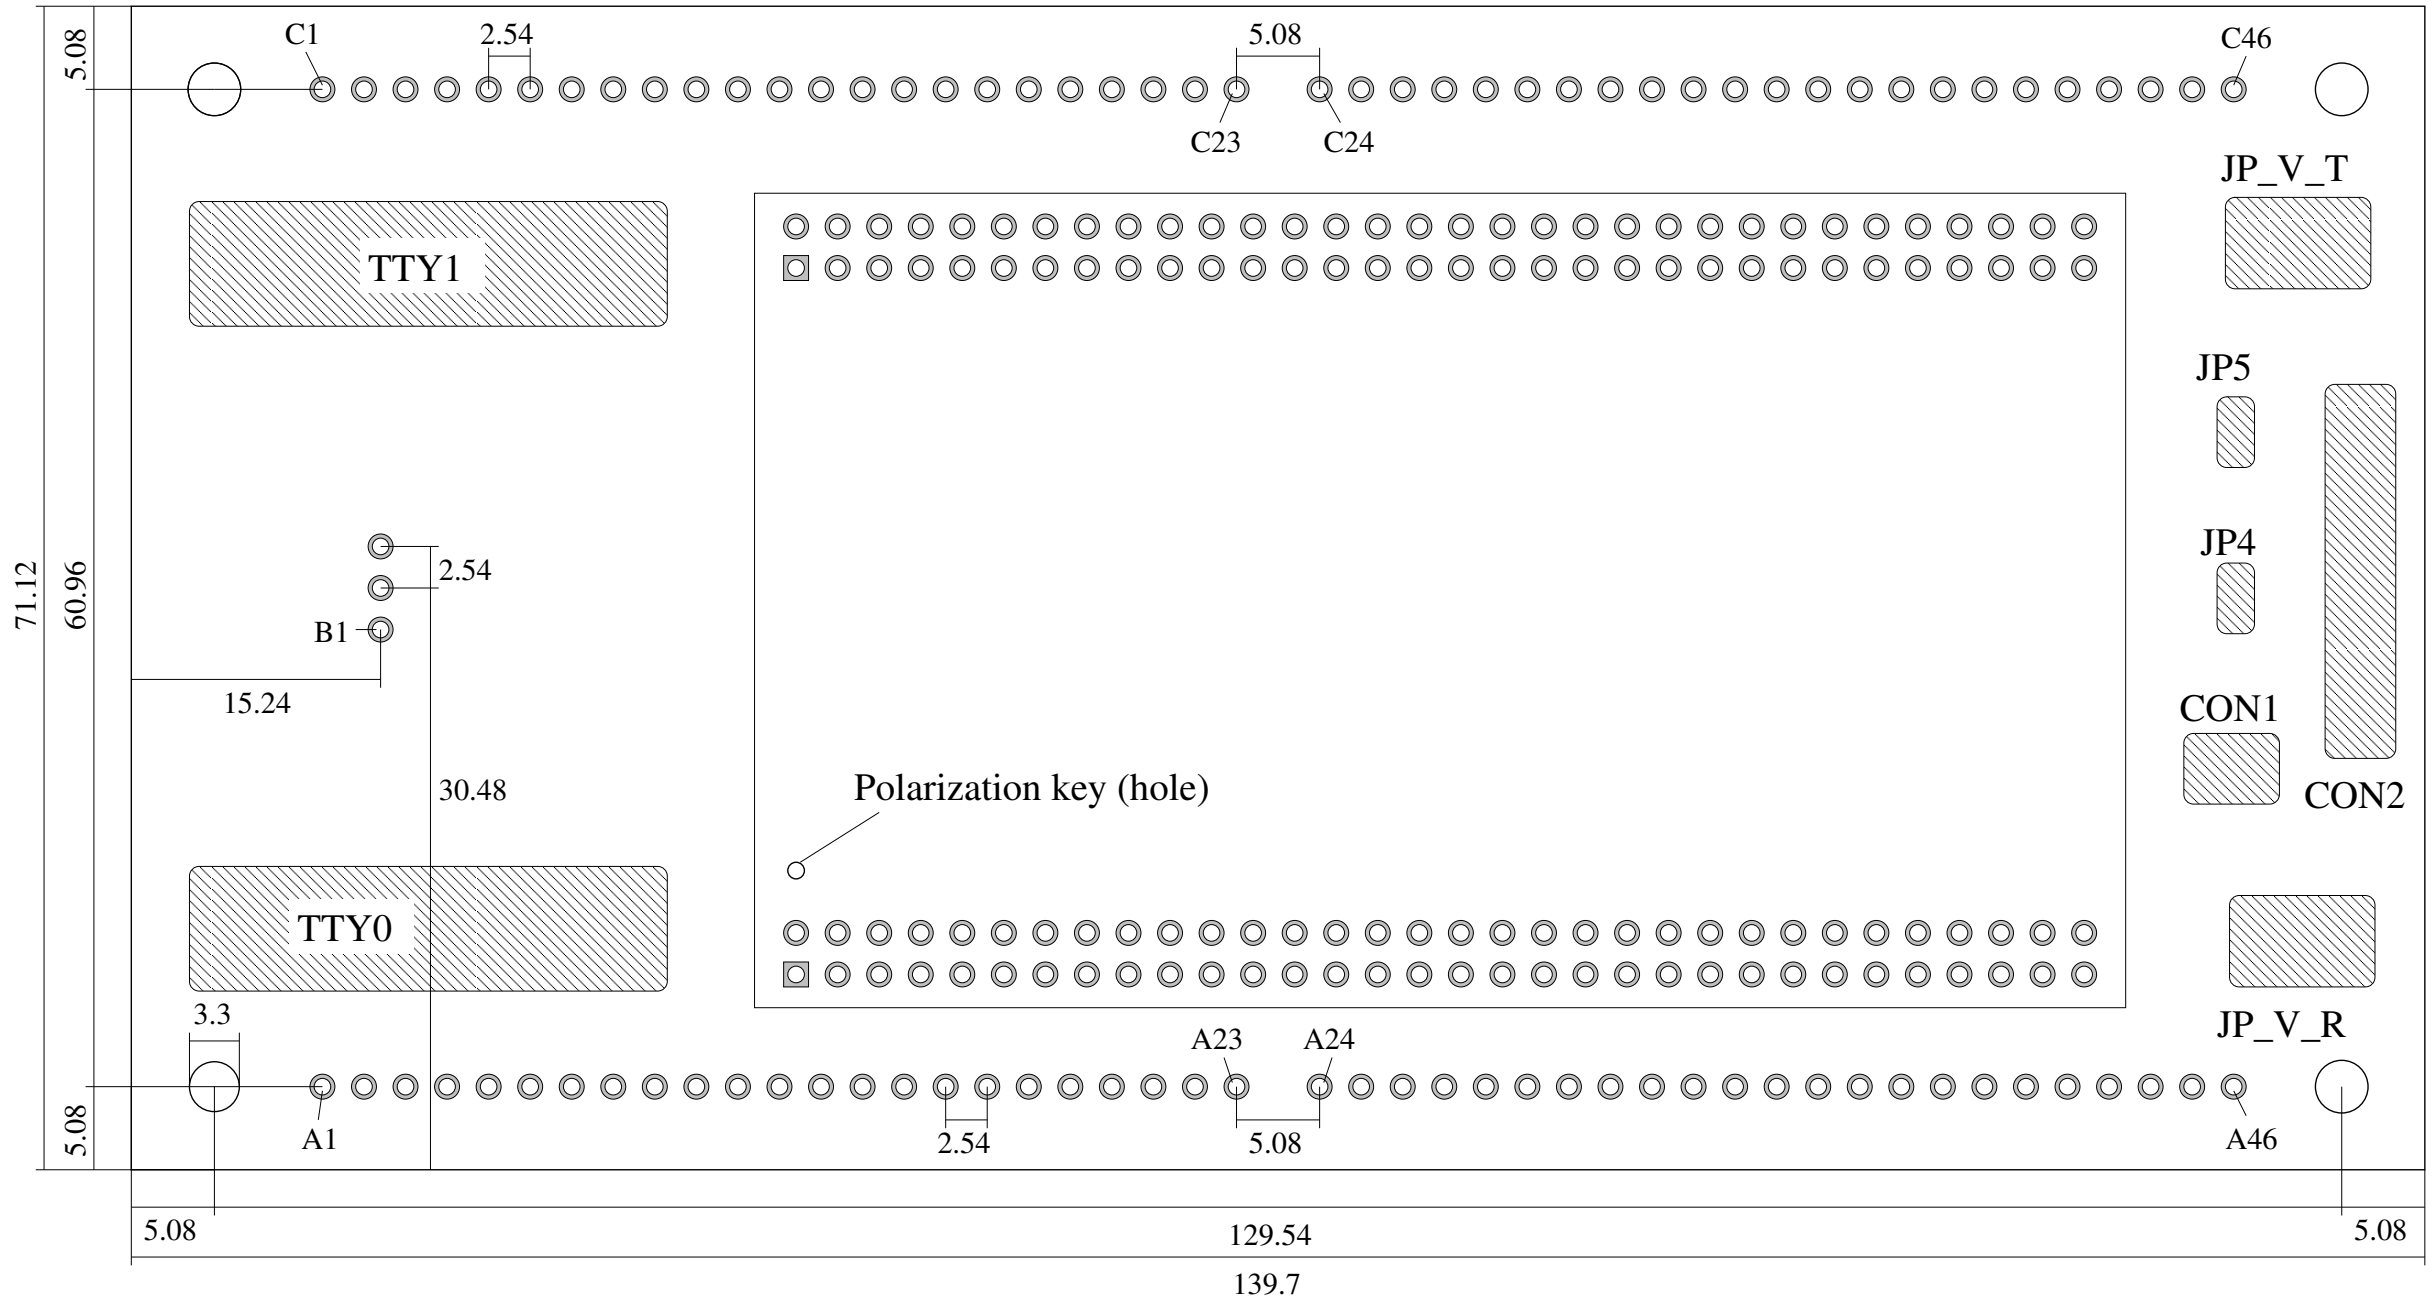 C1
2.54
5.08
C46
5.08
C23
C24
JP_V_T
TTY1
JP5
JP4
2.54
71.12
60.96
B1
15.24
CON1
30.48
Polarization key (hole)
CON2
TTY0
3.3
JP_V_R
A23
A24
5.08
A1
2.54
5.08
A46
5.08
129.54
5.08
139.7